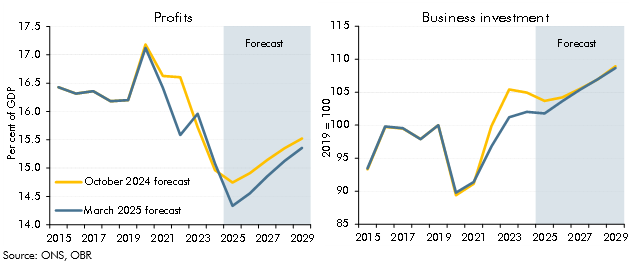 Profits
17.5
17.0
16.5
16.0
15.5
15.0
14.5
14.0
Per cent of GDP
Forecast
October 2024 forecast
March 2025 forecast
2015 2017 2019 2021 2023 2025 2027 2029
Business investment
110
105
100
95
90
85
2019 = 100
Forecast
2015 2017 2019 2021 2023 2025 2027 2029
Source: ONS, OBR